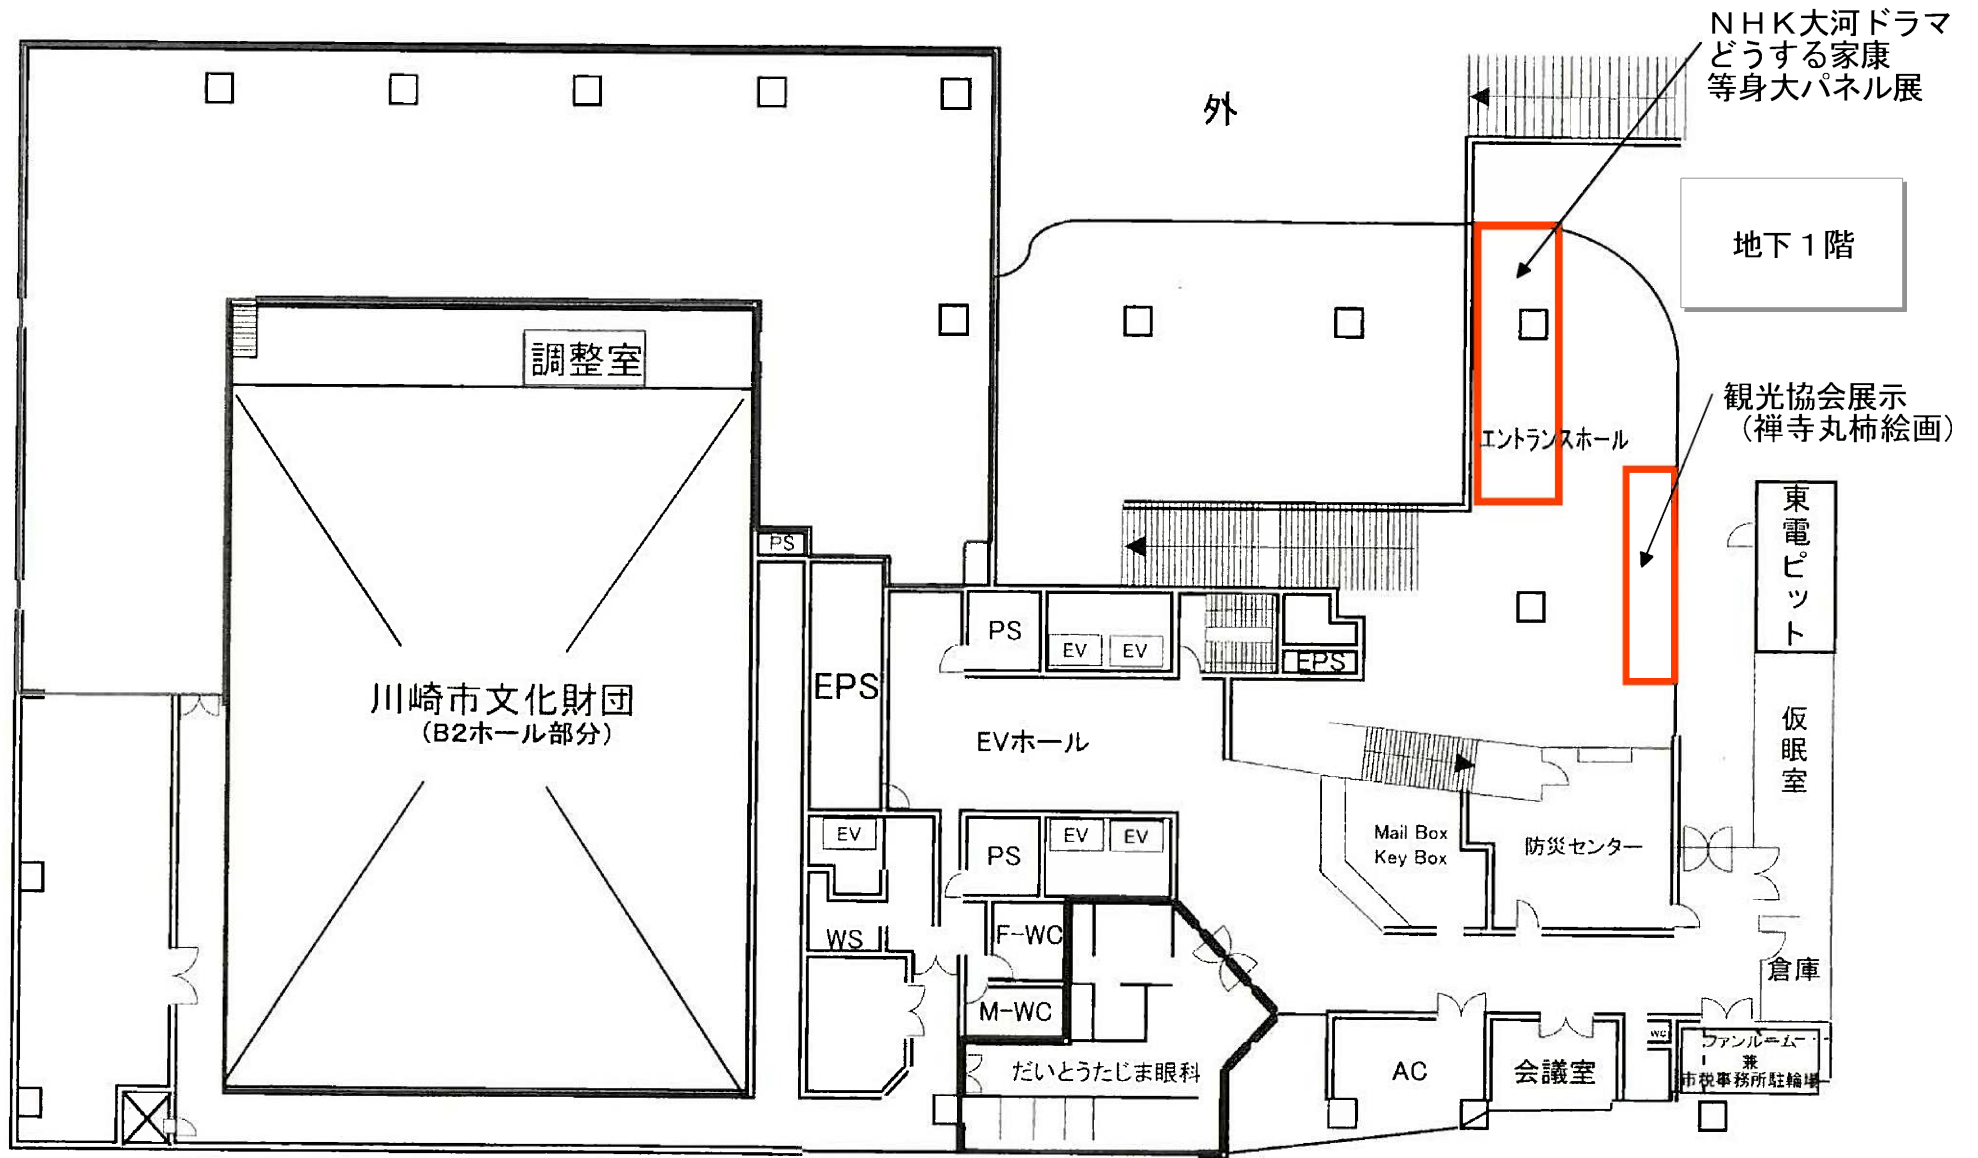 ＮＨＫ大河ドラマ
どうする家康
等身大パネル展
外
地下１階
調整室
観光協会展示
（禅寺丸柿絵画）
エントランスホール
東電ピット
PS
PS
EV
EV
EPS
EPS
川崎市文化財団
（B2ホール部分）
EVホール
仮眠室
EV
PS
EV
EV
Mail Box
Key Box
防災センター
WS
F-WC
倉庫
M-WC
wc
ファンルーム
兼
市税事務所駐輪場
だいとうたじま眼科
AC
会議室